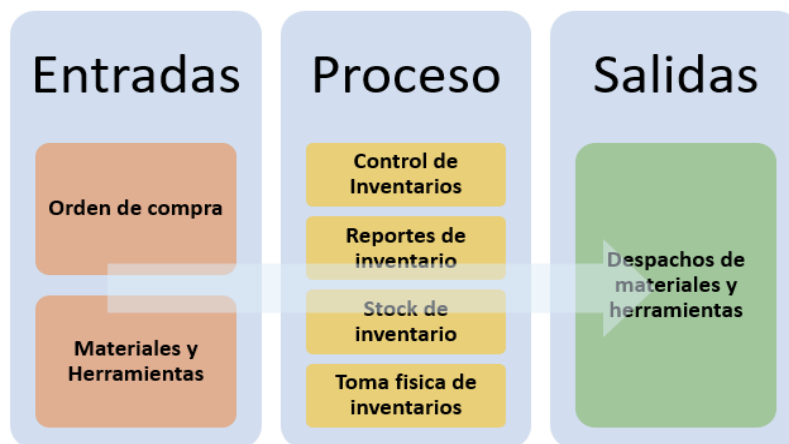 Entradas
Orden de compra
Materiales y
Herramientas
Proceso
Control de
Inventarios
Reportes de
inventario
Stock de
inventario
Toma fisica de
inventarios
Salidas
Despachos de
materiales y
herramientas